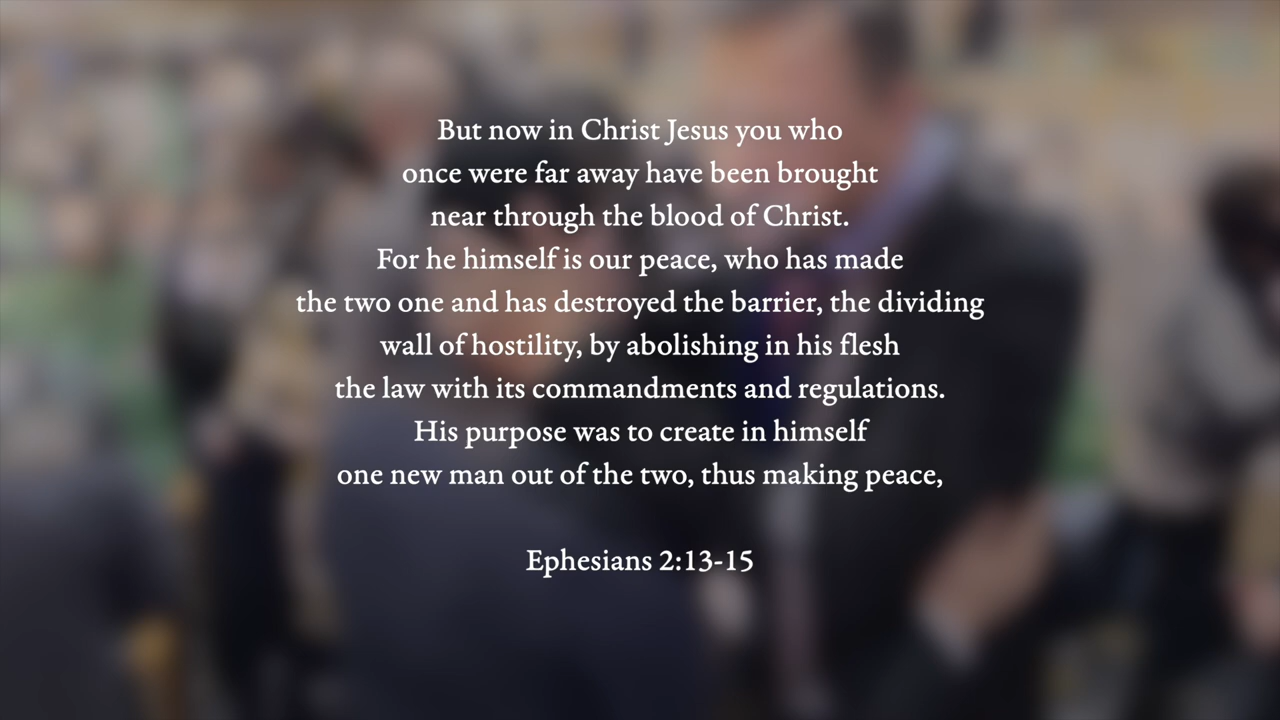 But now in Christ Jesus you who
once were far away have been brought
near through the blood of Christ.
For he himself is our peace, who has made
the two one and has destroyed the barrier, the dividing
wall of hostility, by abolishing in his flesh
the law with its commandments and regulations.
His purpose was to create in himself
one new man out of the two, thus making peace,
Ephesians 2:13-15